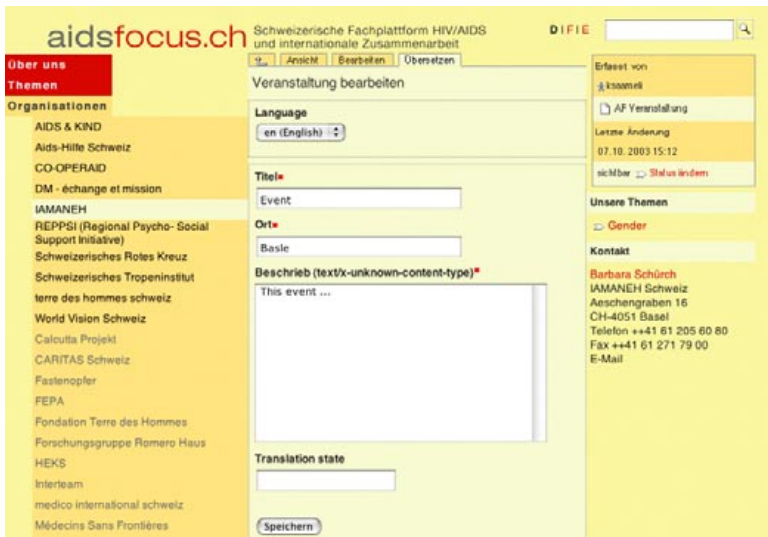 aidsfocus.ch
Schweizerische Fachplattform HIV/AIDS
und internationale Zusammenarbeit
D I F I E
Über uns
Themen
Organisationen
AIDS & KIND
Aids-Hilfe Schweiz
CO-OPERAID
DM - échange et mission
IAMANEH
REPPSI (Regional Psycho- Social
Support Initiative)
Schweizerisches Rotes Kreuz
Schweizerisches Tropeninstitut
terre des hommes schweiz
World Vision Schweiz
Calcutta Projekt
CARITAS Schweiz
Fastenopfer
FEPA
Fondation Terre des Hommes
Forschungsgruppe Romero Haus
HEKS
Interteam
medico international schweiz
Médecins Sans Frontières
Ansicht Bearbeiten Übersetzen
Veranstaltung bearbeiten
Language
en (English)
Titel
Event
Ort
Basle
Beschrieb (text/x-unknown-content-type)
This event ...
Translation state
Speichern
Erfasst von
AF Veranstaltung
Letzte Änderung
07.10.2003 15:12
sichtbar Status ändern
Unsere Themen
Gender
Kontakt
Barbara Schürch
IAMANEH Schweiz
Aeschengraben 16
CH-4051 Basel
Telefon ++41 61 205 60 80
Fax ++41 61 271 79 00
E-Mail